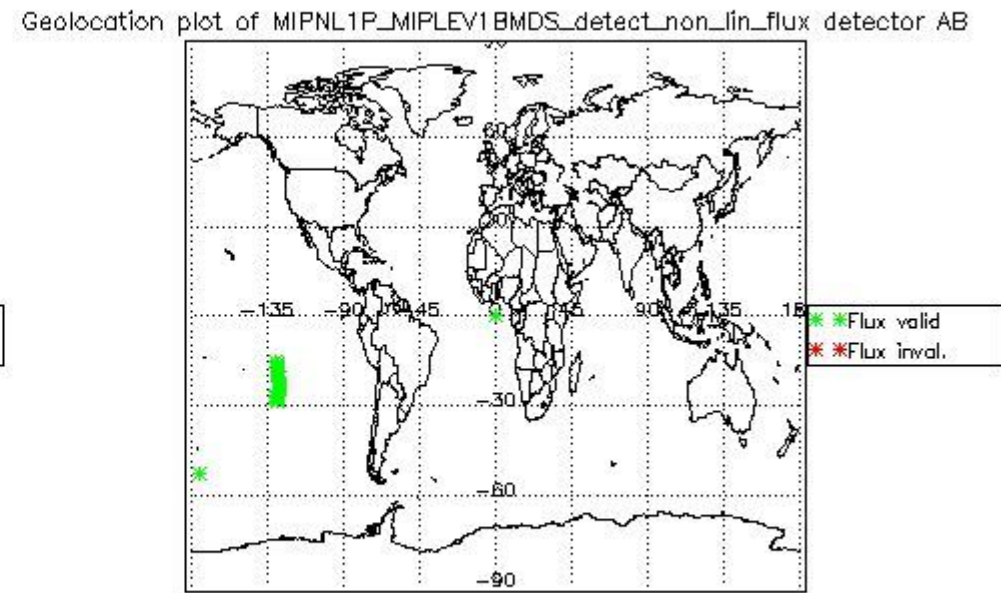 Geolocation plot of MIPNL1P_MIPLEV1BMDS_detect_non_lin_flux detector AB
60
-135 -90 -45 45 90 135
Flux valid
Flux inval.
-30
-60
-90